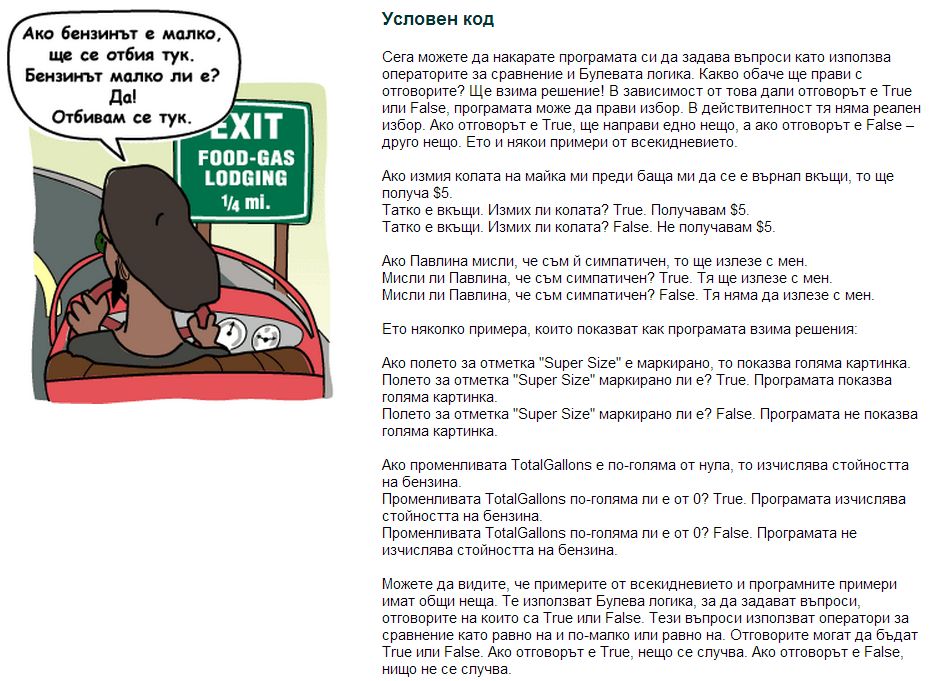 Ако бензинът е малко,
ще се отбия тук.
Бензинът малко ли е?
Да!
Отбивам се тук.
EXIT
FOOD-GAS
LODGING
1/4 mi.
Условен код
Сега можете да накарате програмата си да задава въпроси като използва
операторите за сравнение и Булевата логика. Какво обаче ще прави с
отговорите? Ще взима решение! В зависимост от това дали отговорът е True
или False, програмата може да прави избор. В действителност тя няма реален
избор. Ако отговорът е True, ще направи едно нещо, а ако отговорът е False –
друго нещо. Ето и някои примери от всекидневието.
Ако измия колата на майка ми преди баща ми да се е върнал вкъщи, то ще
получа $5.
Татко е вкъщи. Измих ли колата? True. Получавам $5.
Татко е вкъщи. Измих ли колата? False. Не получавам $5.
Ако Павлина мисли, че съм й симпатичен, то ще излезе с мен.
Мисли ли Павлина, че съм симпатичен? True. Тя ще излезе с мен.
Мисли ли Павлина, че съм симпатичен? False. Тя няма да излезе с мен.
Ето няколко примера, които показват как програмата взима решения:
Ако полето за отметка "Super Size" е маркирано, то показва голяма картинка.
Полето за отметка "Super Size" маркирано ли е? True. Програмата показва
голяма картинка.
Полето за отметка "Super Size" маркирано ли е? False. Програмата не показва
голяма картинка.
Ако променливата TotalGallons е по-голяма от нула, то изчислява стойността
на бензина.
Променливата TotalGallons по-голяма ли е от 0? True. Програмата изчислява
стойността на бензина.
Променливата TotalGallons по-голяма ли е от 0? False. Програмата не
изчислява стойността на бензина.
Можете да видите, че примерите от всекидневието и програмните примери
имат общи неща. Те използват Булева логика, за да задават въпроси,
отговорите на които са True или False. Тези въпроси използват оператори за
сравнение като равно на и по-малко или равно на. Отговорите могат да бъдат
True или False. Ако отговорът е True, нещо се случва. Ако отговорът е False,
нищо не се случва.